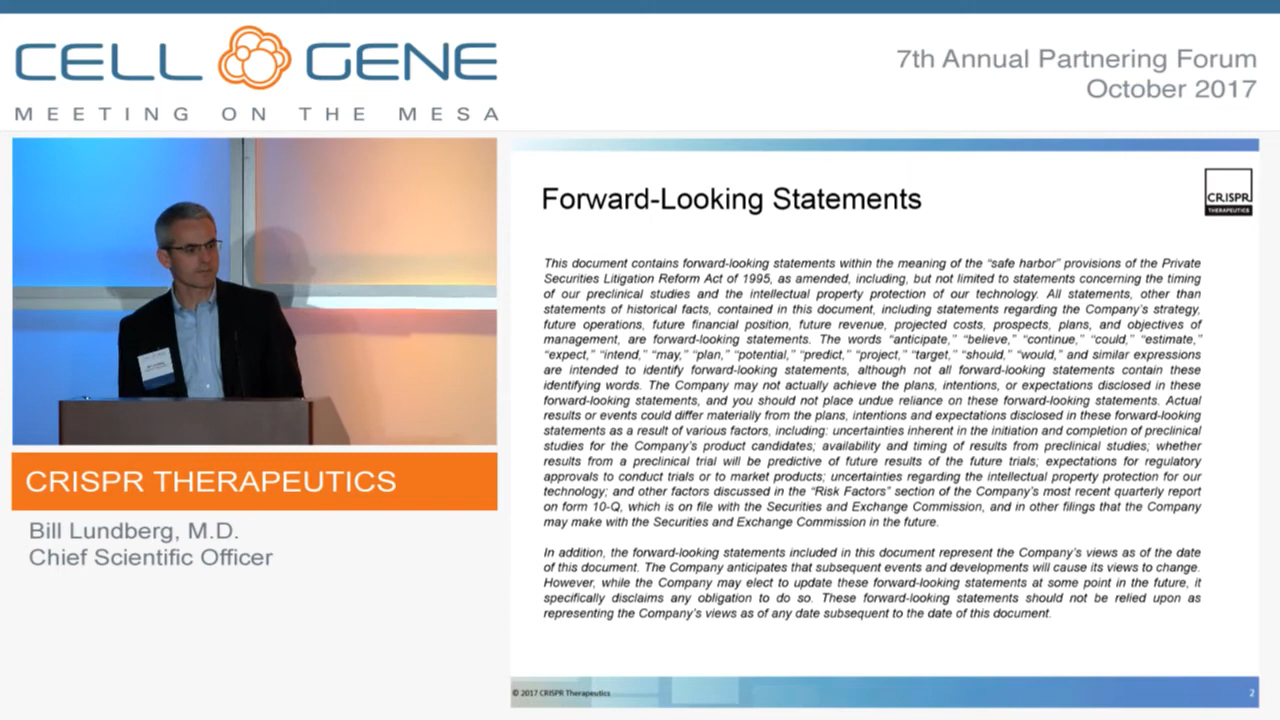 CELL GENE
MEETING ON THE MESA
7th Annual Partnering Forum
October 2017
CRISPR THERAPEUTICS
Bill Lundberg, M.D.
Chief Scientific Officer
Forward-Looking Statements
CRISPR
THERAPEUTICS
This document contains forward-looking statements within the meaning of the “safe harbor” provisions of the Private
Securities Litigation Reform Act of 1995, as amended, including, but not limited to statements concerning the timing
of our preclinical studies and the intellectual property protection of our technology. All statements, other than
statements of historical facts, contained in this document, including statements regarding the Company’s strategy,
future operations, future financial position, future revenue, projected costs, prospects, plans, and objectives of
management, are forward-looking statements. The words “anticipate,” “believe,” “continue,” “could,” “estimate,”
“expect,” “intend,” “may,” “plan,” “potential,” “predict,” “project,” “target,” “should,” “would,” and similar expressions
are intended to identify forward-looking statements, although not all forward-looking statements contain these
identifying words. The Company may not actually achieve the plans, intentions, or expectations disclosed in these
forward-looking statements, and you should not place undue reliance on these forward-looking statements. Actual
results or events could differ materially from the plans, intentions and expectations disclosed in these forward-looking
statements as a result of various factors, including: uncertainties inherent in the initiation and completion of preclinical
studies for the Company’s product candidates; availability and timing of results from preclinical studies; whether
results from a preclinical trial will be predictive of future results of the future trials; expectations for regulatory
approvals to conduct trials or to market products; uncertainties regarding the intellectual property protection for our
technology; and other factors discussed in the “Risk Factors” section of the Company’s most recent quarterly report
on form 10-Q, which is on file with the Securities and Exchange Commission, and in other filings that the Company
may make with the Securities and Exchange Commission in the future.
In addition, the forward-looking statements included in this document represent the Company’s views as of the date
of this document. The Company anticipates that subsequent events and developments will cause its views to change.
However, while the Company may elect to update these forward-looking statements at some point in the future, it
specifically disclaims any obligation to do so. These forward-looking statements should not be relied upon as
representing the Company’s views as of any date subsequent to the date of this document.
© 2017 CRISPR Therapeutics
2